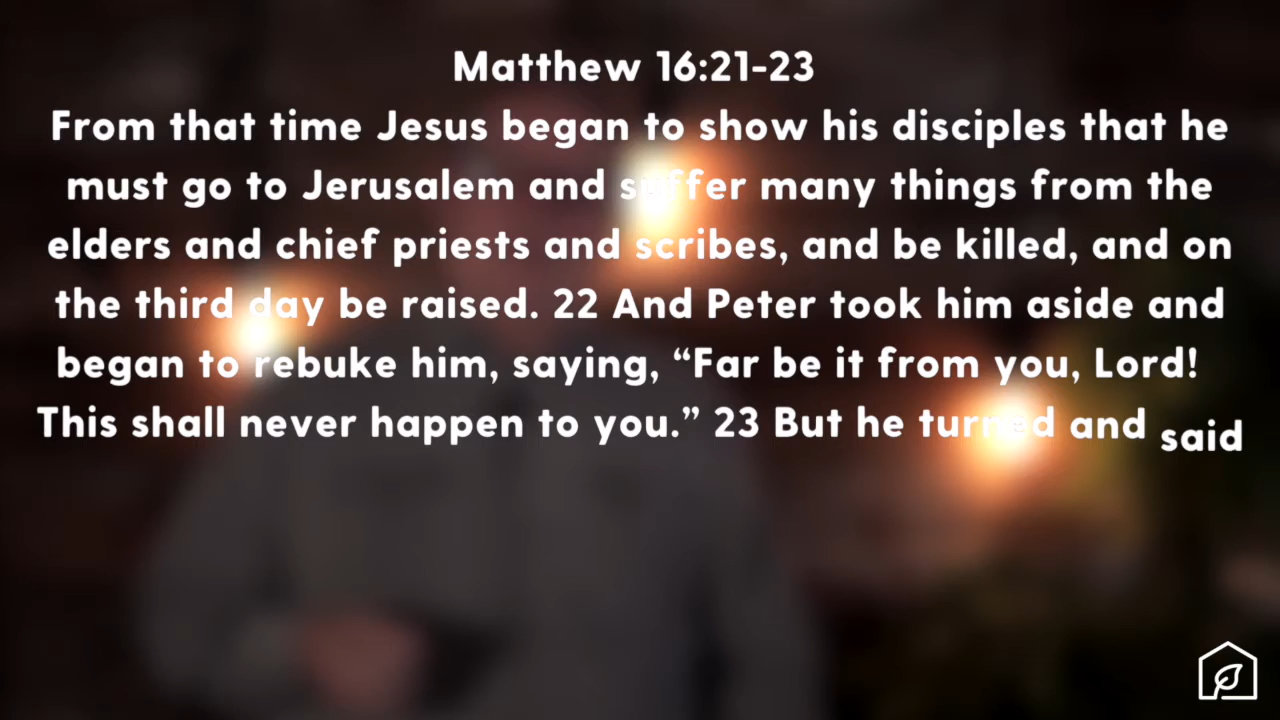 Matthew 16:21-23
From that time Jesus began to show his disciples that he
must go to Jerusalem and suffer many things from the
elders and chief priests and scribes, and be killed, and on
the third day be raised. 22 And Peter took him aside and
began to rebuke him, saying, “Far be it from you, Lord!
This shall never happen to you.” 23 But he turned and said